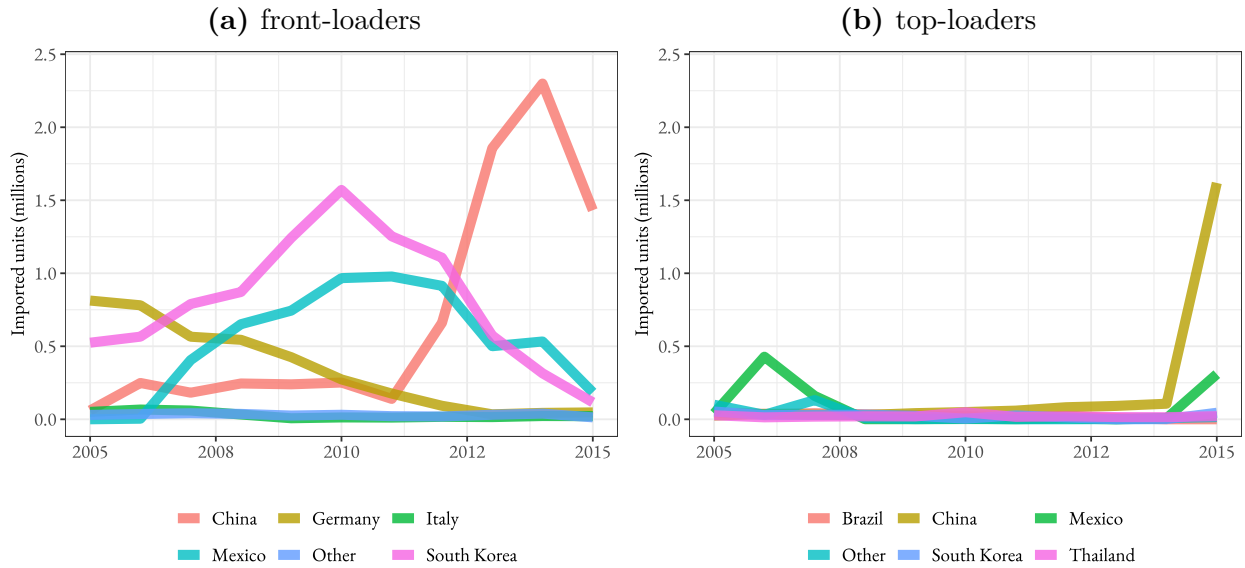 (a) front-loaders
Imported units (millions)
2.5
2.0
1.5
1.0
0.5
0.0
2005 2008 2010 2012 2015
China Germany Italy
Mexico Other South Korea
(b) top-loaders
Imported units (millions)
2.5
2.0
1.5
1.0
0.5
0.0
2005 2008 2010 2012 2015
Brazil China Mexico
Other South Korea Thailand